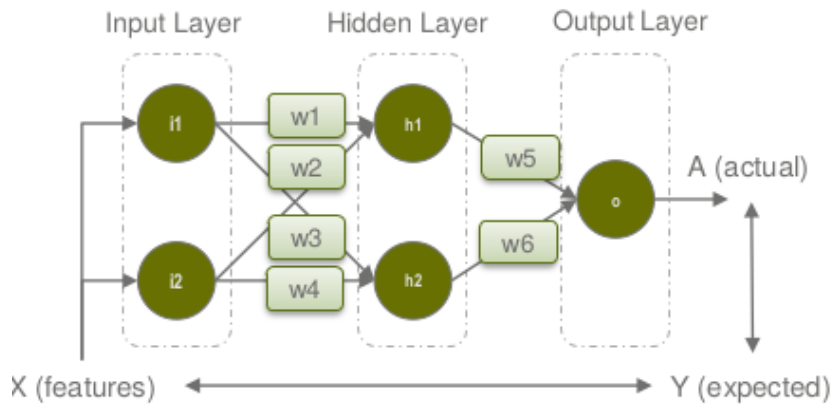 Input Layer
Hidden Layer
Output Layer
i1
w1
h1
w2
w5
A (actual)
o
w3
w6
i2
w4
h2
X (features)
Y (expected)